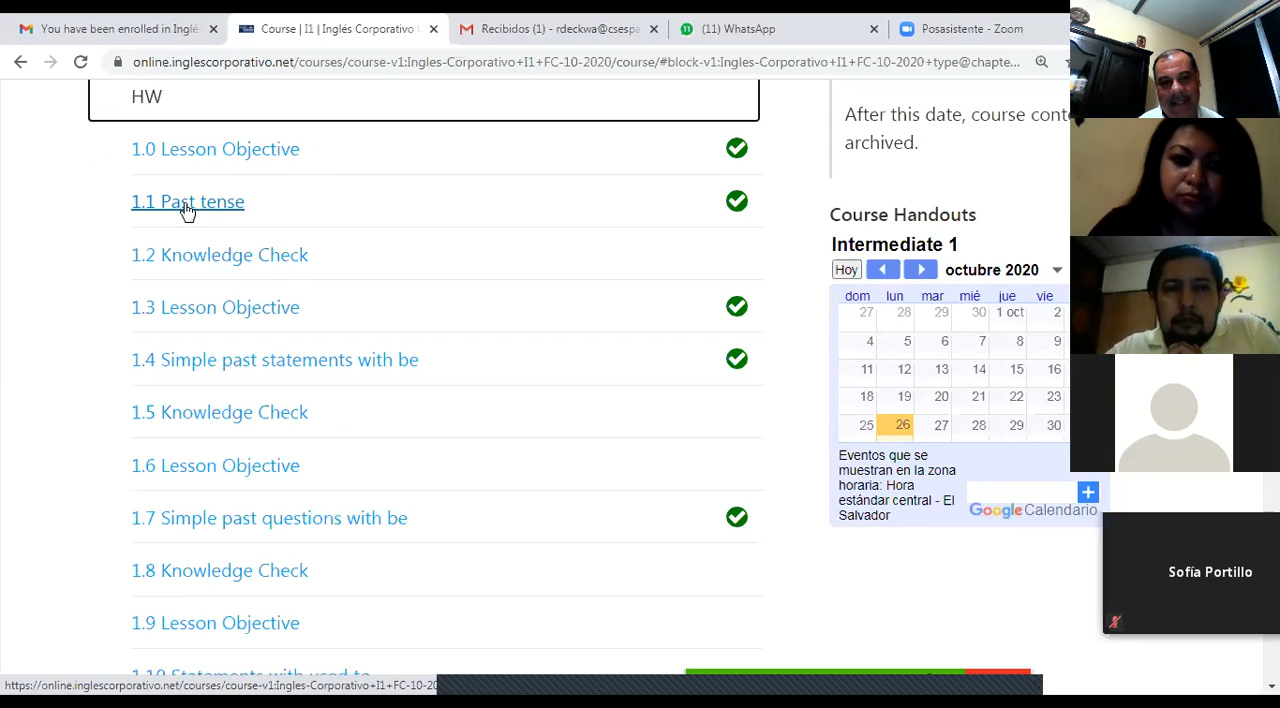 You have been enrolled in Inglé
Course | I1 | Inglés Corporativo
Recibidos (1) - rdeckwa@csespa
(11) WhatsApp
Posasistente - Zoom
online.inglescorporativo.net/courses/course-v1:Ingles-Corporativo+I1+FC-10-2020/course/#block-v1:Ingles-Corporativo+I1+FC-10-2020+type@chapte...
HW
1.0 Lesson Objective
1.1 Past tense
1.2 Knowledge Check
1.3 Lesson Objective
1.4 Simple past statements with be
1.5 Knowledge Check
1.6 Lesson Objective
1.7 Simple past questions with be
1.8 Knowledge Check
1.9 Lesson Objective
1.10 Statements with used to
After this date, course conte
archived.
Course Handouts
Intermediate 1
Hoy octubre 2020
dom lun mar mié jue vie
27 28 29 30 1 oct 2
4 5 6 7 8 9
11 12 13 14 15 16
18 19 20 21 22 23
25 26 27 28 29 30
Eventos que se
muestran en la zona
horaria: Hora
estándar central - El
Salvador
Google Calendario
Sofía Portillo
https://online.inglescorporativo.net/courses/course-v1:Ingles-Corporativo+I1+FC-10-20